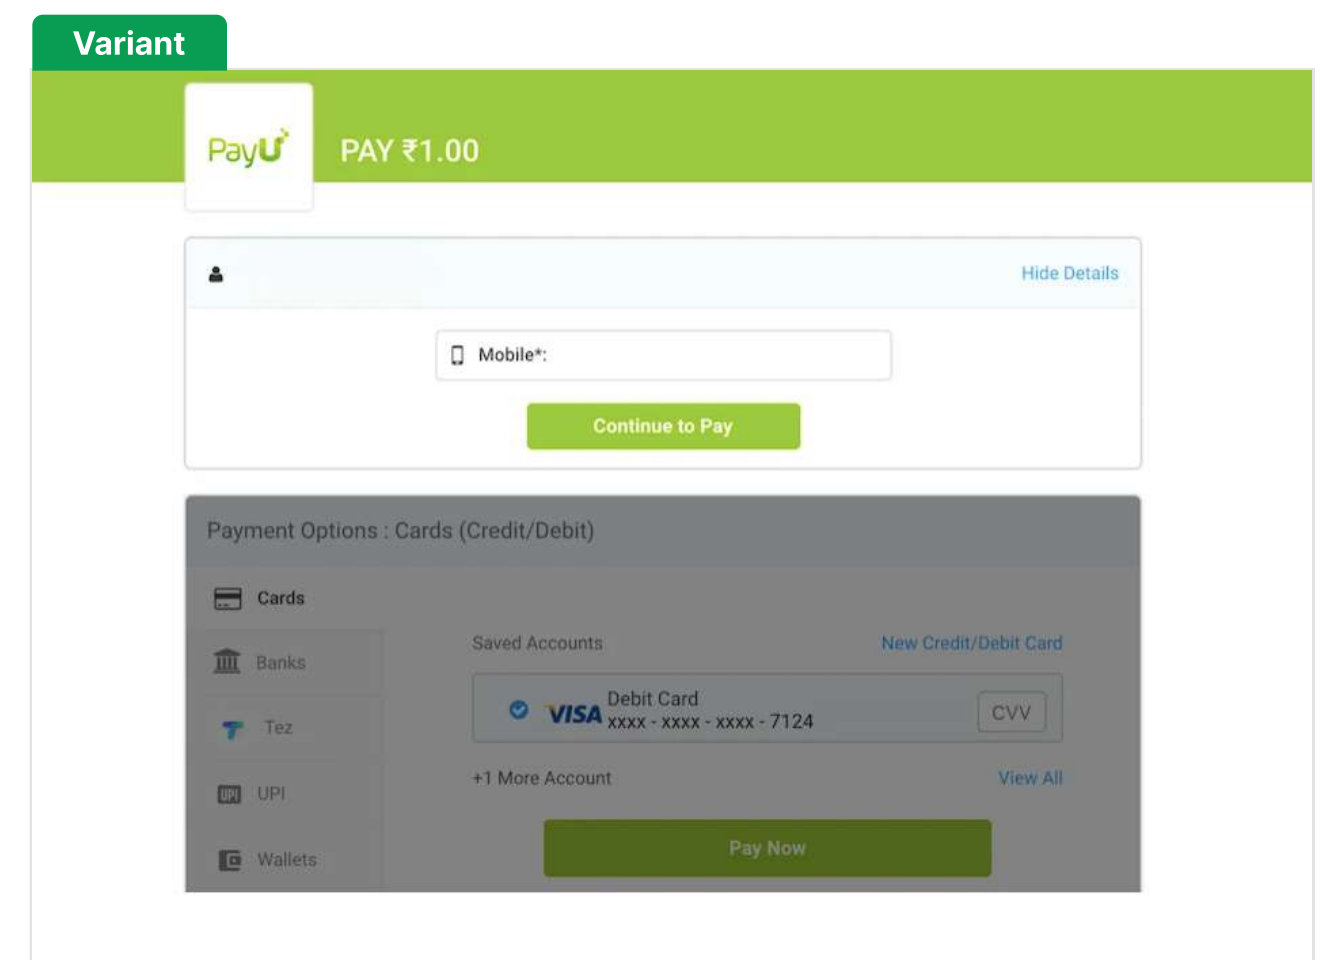 Variant
PayU
PAY ₹1.00
Hide Details
Mobile*:
Continue to Pay
Payment Options : Cards (Credit/Debit)
Cards
Banks
Tez
UPI UPI
Wallets
Saved Accounts
New Credit/Debit Card
VISA
Debit Card
xxxx - xxxx - xxxx - 7124
CVV
+1 More Account
View All
Pay Now